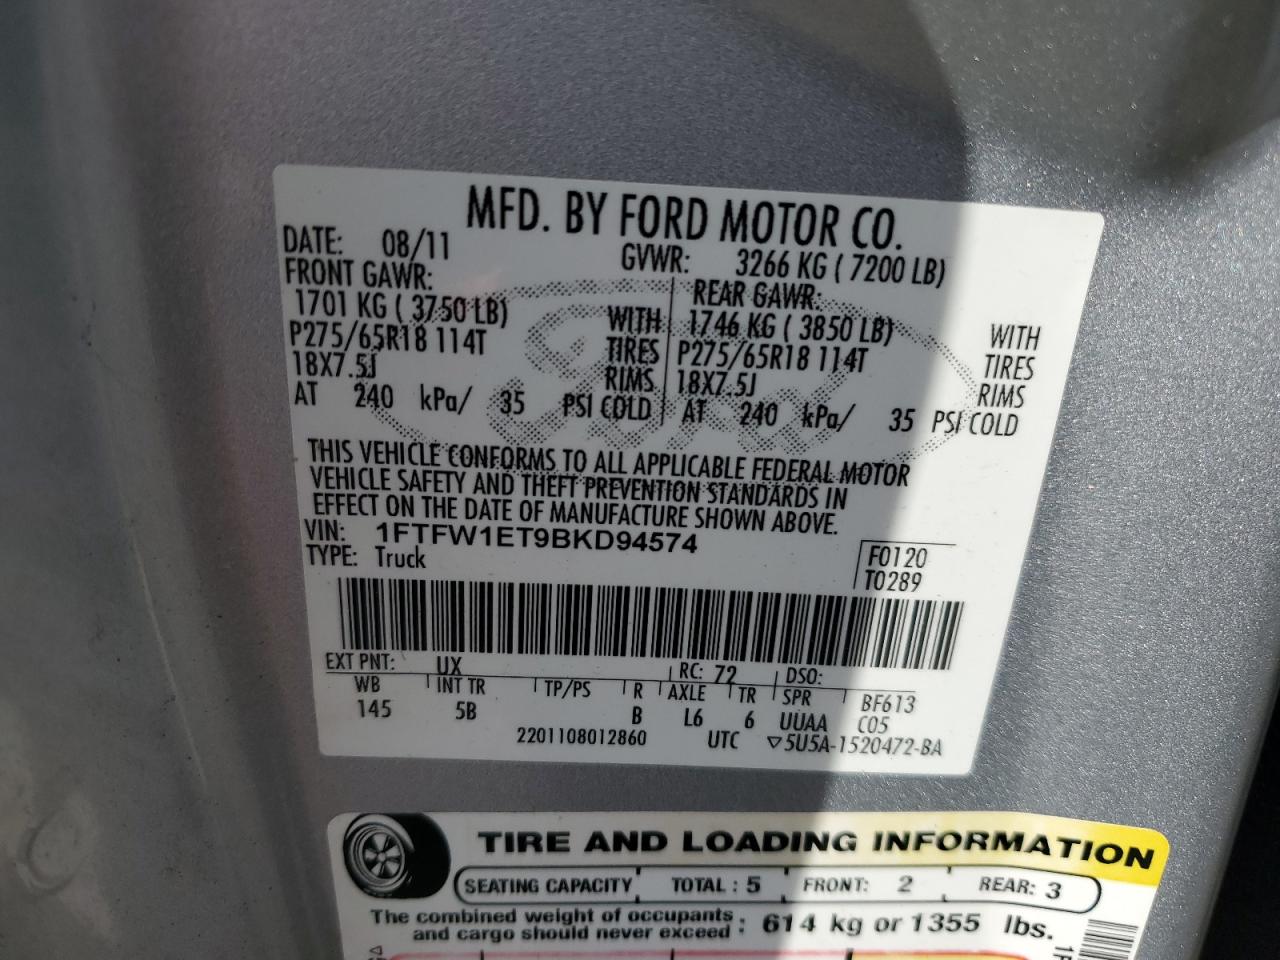 MFD. BY FORD MOTOR CO.
DATE: 08/11 GVWR: 3266 KG ( 7200 LB)
FRONT GAWR: REAR GAWR:
1701 KG ( 3750 LB) WITH 1746 KG ( 3850 LB) WITH
P275/65R18 114T TIRES P275/65R18 114T TIRES
18X7.5J RIMS 18X7.5J RIMS
AT 240 kPa/ 35 PSI COLD AT 240 kPa/ 35 PSI COLD
Ford
THIS VEHICLE CONFORMS TO ALL APPLICABLE FEDERAL MOTOR
VEHICLE SAFETY AND THEFT PREVENTION STANDARDS IN
EFFECT ON THE DATE OF MANUFACTURE SHOWN ABOVE.
VIN: 1FTFW1ET9BKD94574
TYPE: Truck F0120
T0289
EXT PNT: UX RC: 72 DSO:
WB INT TR TP/PS R AXLE TR SPR BF613
145 5B B L6 6 UUAA C05
2201108012860 UTC ▽5U5A-1520472-BA
TIRE AND LOADING INFORMATION
SEATING CAPACITY TOTAL : 5 FRONT: 2 REAR: 3
The combined weight of occupants
and cargo should never exceed : 614 kg or 1355 lbs.